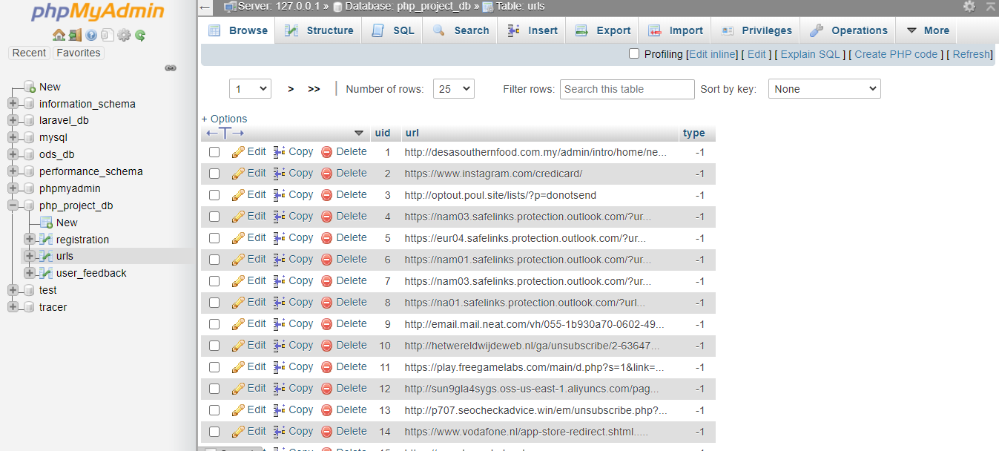 phpMyAdmin
Recent Favorites
New
information_schema
laravel_db
mysql
ods_db
performance_schema
phpmyadmin
php_project_db
New
registration
urls
user_feedback
test
tracer
Server: 127.0.0.1 » Database: php_project_db » Table: urls
Browse Structure SQL Search Insert Export Import Privileges Operations More
Profiling [Edit inline] [ Edit ] [ Explain SQL ] [ Create PHP code ] [ Refresh]
1 > >> Number of rows: 25 Filter rows: Search this table Sort by key: None
+ Options
←T→ uid url type
Edit Copy Delete 1 http://desasouthernfood.com.my/admin/intro/home/ne... -1
Edit Copy Delete 2 https://www.instagram.com/credicard/ -1
Edit Copy Delete 3 http://optout.poul.site/lists/?p=donotsend -1
Edit Copy Delete 4 https://nam03.safelinks.protection.outlook.com/?ur... -1
Edit Copy Delete 5 https://eur04.safelinks.protection.outlook.com/?ur... -1
Edit Copy Delete 6 https://nam01.safelinks.protection.outlook.com/?ur... -1
Edit Copy Delete 7 https://nam03.safelinks.protection.outlook.com/?ur... -1
Edit Copy Delete 8 https://na01.safelinks.protection.outlook.com/?url... -1
Edit Copy Delete 9 http://email.mail.neat.com/vh/055-1b930a70-0602-49... -1
Edit Copy Delete 10 http://hetwereldwijdeweb.nl/ga/unsubscribe/2-63647... -1
Edit Copy Delete 11 https://play.freegamelabs.com/main/d.php?s=1&link=... -1
Edit Copy Delete 12 http://sun9gla4sygs.oss-us-east-1.aliyuncs.com/pag... -1
Edit Copy Delete 13 http://p707.seocheckadvice.win/em/unsubscribe.php?... -1
Edit Copy Delete 14 https://www.vodafone.nl/app-store-redirect.shtml..... -1